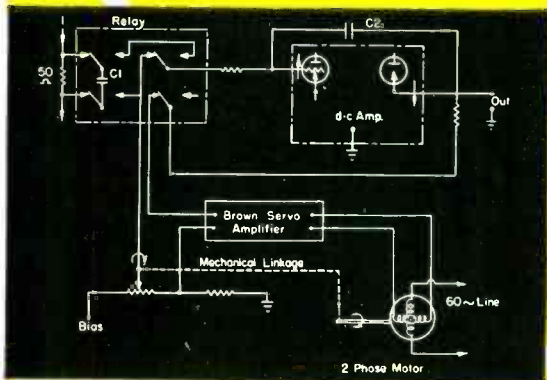 Relay
C2
50
Ω
C1
d-c Amp.
Out
Brown Servo
Amplifier
Mechanical Linkage
60~Line
Bias
2 Phase Motor